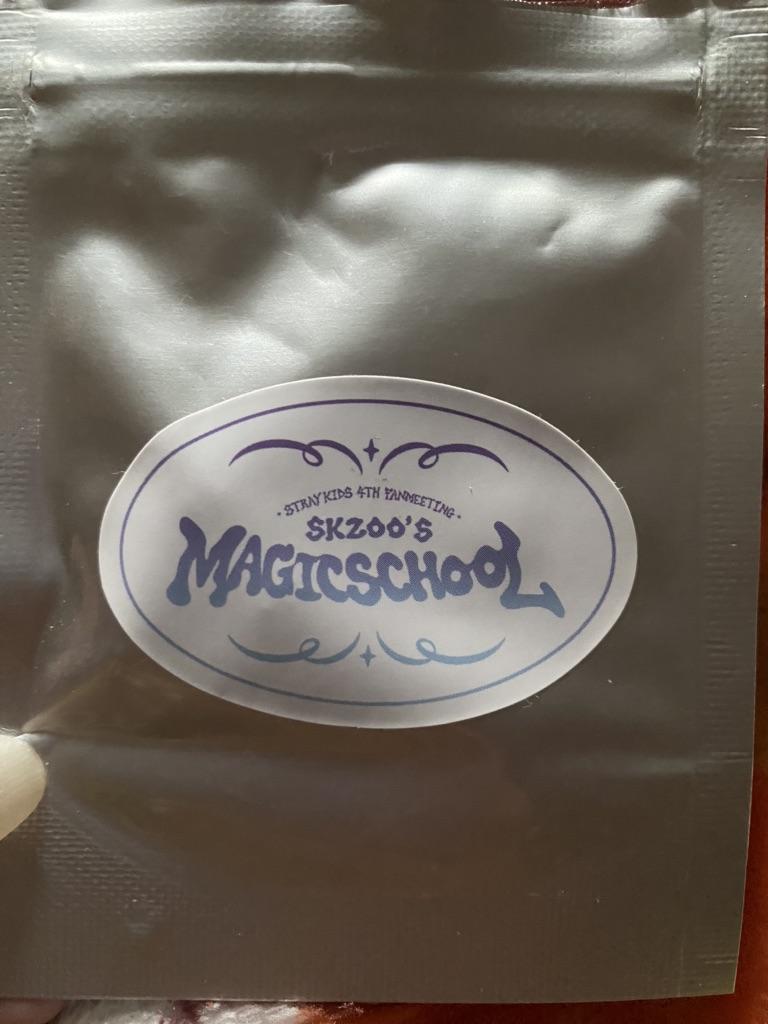 · STRAY KIDS 4TH FANMEETING ·
SKZOO'S
MAGICSCHOOL